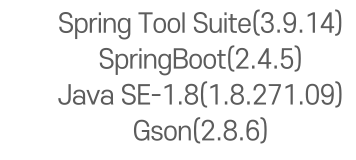 Spring Tool Suite(3.9.14)
SpringBoot(2.4.5)
Java SE-1.8(1.8.271.09)
Gson(2.8.6)